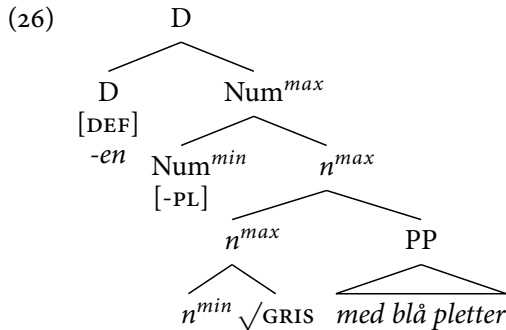 (26) D
D Num^max
[DEF]
-en Num^min n^max
[-PL]
n^max PP
n^min √GRIS med blå pletter